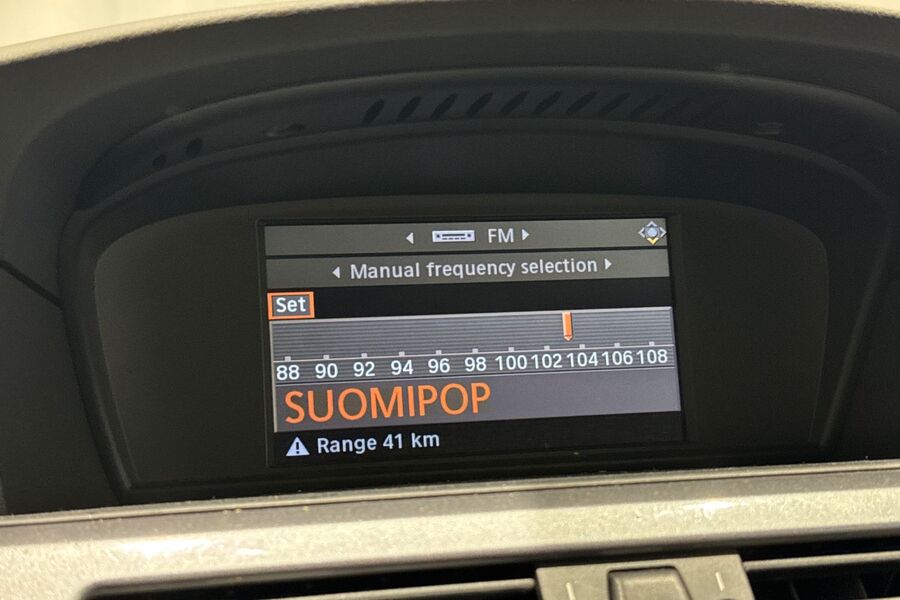 FM
Manual frequency selection
Set
88 90 92 94 96 98 100 102 104 106 108
SUOMIPOP
Range 41 km